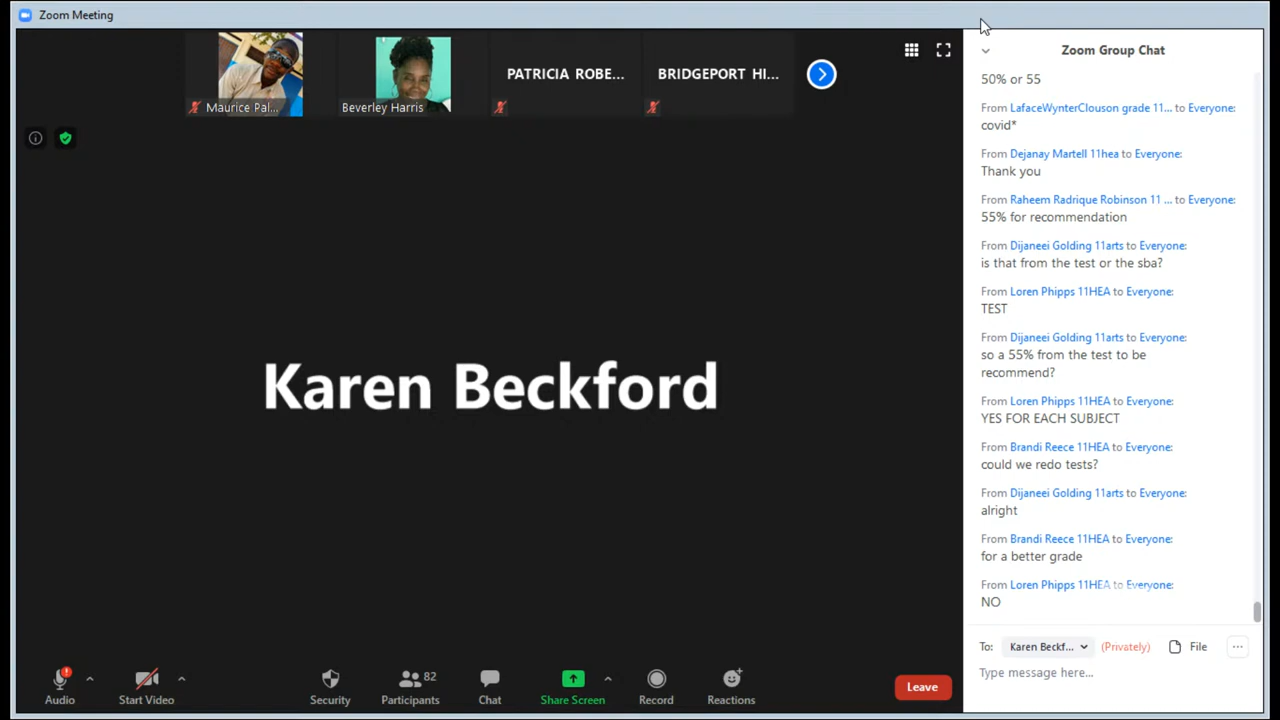 Zoom Meeting
Maurice Pal...
Beverley Harris
PATRICIA ROBE...
BRIDGEPORT HI...
Karen Beckford
Zoom Group Chat
50% or 55
From LafaceWynterClouson grade 11... to Everyone:
covid*
From Dejanay Martell 11hea to Everyone:
Thank you
From Raheem Radrique Robinson 11 ... to Everyone:
55% for recommendation
From Dijaneei Golding 11arts to Everyone:
is that from the test or the sba?
From Loren Phipps 11HEA to Everyone:
TEST
From Dijaneei Golding 11arts to Everyone:
so a 55% from the test to be
recommend?
From Loren Phipps 11HEA to Everyone:
YES FOR EACH SUBJECT
From Brandi Reece 11HEA to Everyone:
could we redo tests?
From Dijaneei Golding 11arts to Everyone:
alright
From Brandi Reece 11HEA to Everyone:
for a better grade
From Loren Phipps 11HEA to Everyone:
NO
To: Karen Beckf... (Privately) File
Type message here...
Audio
Start Video
Security
82
Participants
Chat
Share Screen
Record
Reactions
Leave